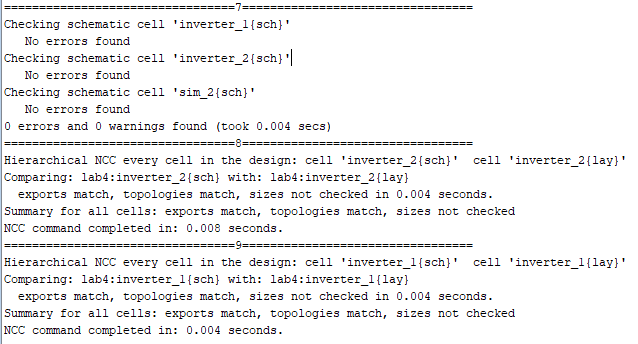 ==================================7==================================
Checking schematic cell 'inverter_1{sch}'
   No errors found
Checking schematic cell 'inverter_2{sch}'
   No errors found
Checking schematic cell 'sim_2{sch}'
   No errors found
0 errors and 0 warnings found (took 0.004 secs)
==================================8==================================
Hierarchical NCC every cell in the design: cell 'inverter_2{sch}'  cell 'inverter_2{lay}'
Comparing: lab4:inverter_2{sch} with: lab4:inverter_2{lay}
  exports match, topologies match, sizes not checked in 0.004 seconds.
Summary for all cells: exports match, topologies match, sizes not checked
NCC command completed in: 0.008 seconds.
==================================9==================================
Hierarchical NCC every cell in the design: cell 'inverter_1{sch}'  cell 'inverter_1{lay}'
Comparing: lab4:inverter_1{sch} with: lab4:inverter_1{lay}
  exports match, topologies match, sizes not checked in 0.004 seconds.
Summary for all cells: exports match, topologies match, sizes not checked
NCC command completed in: 0.004 seconds.